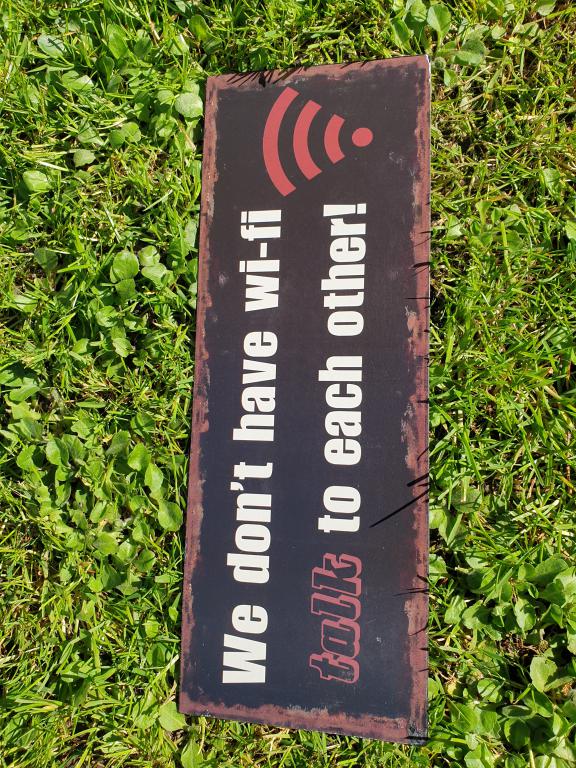 We don't have wi-fi
talk to each other!